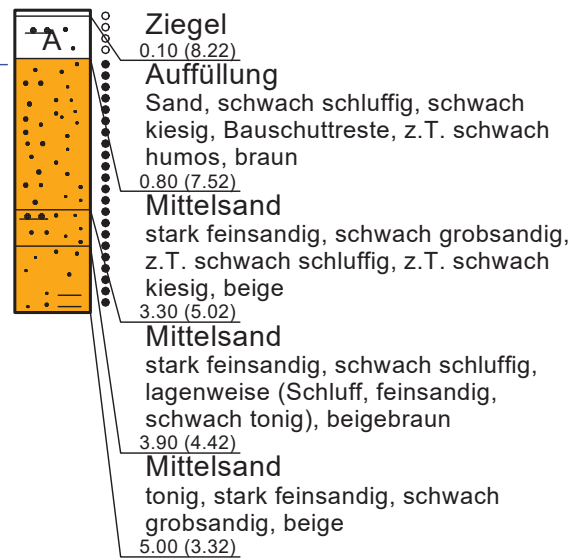 A
Ziegel
0.10 (8.22)
Auffüllung
Sand, schwach schluffig, schwach
kiesig, Bauschuttreste, z.T. schwach
humos, braun
0.80 (7.52)
Mittelsand
stark feinsandig, schwach grobsandig,
z.T. schwach schluffig, z.T. schwach
kiesig, beige
3.30 (5.02)
Mittelsand
stark feinsandig, schwach schluffig,
lagenweise (Schluff, feinsandig,
schwach tonig), beigebraun
3.90 (4.42)
Mittelsand
tonig, stark feinsandig, schwach
grobsandig, beige
5.00 (3.32)